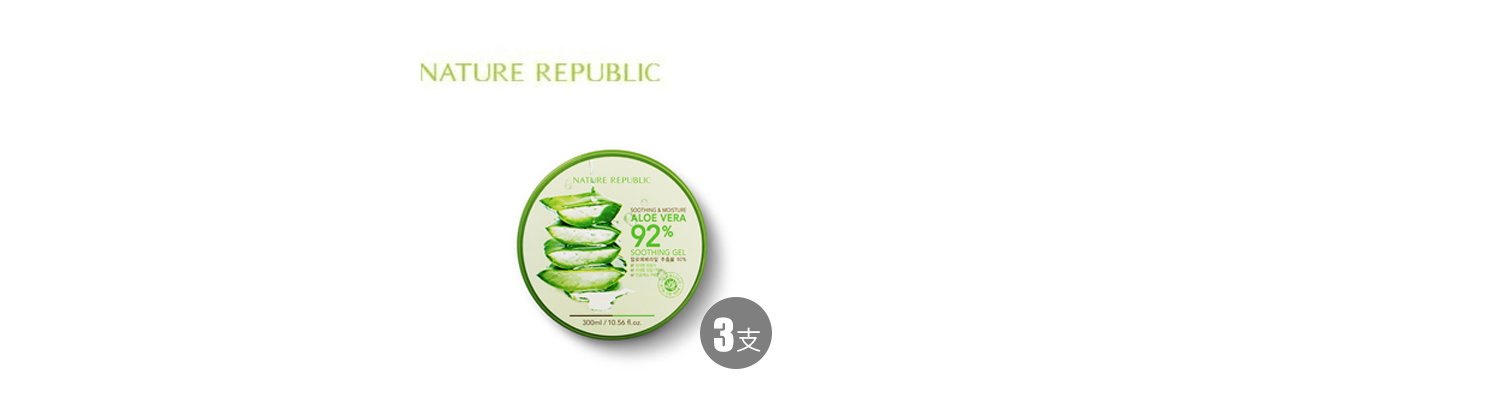 NATURE REPUBLIC
NATURE REPUBLIC
SOOTHING & MOISTURE
ALOE VERA
92%
SOOTHING GEL
300ml / 10.56 fl.oz.
3支